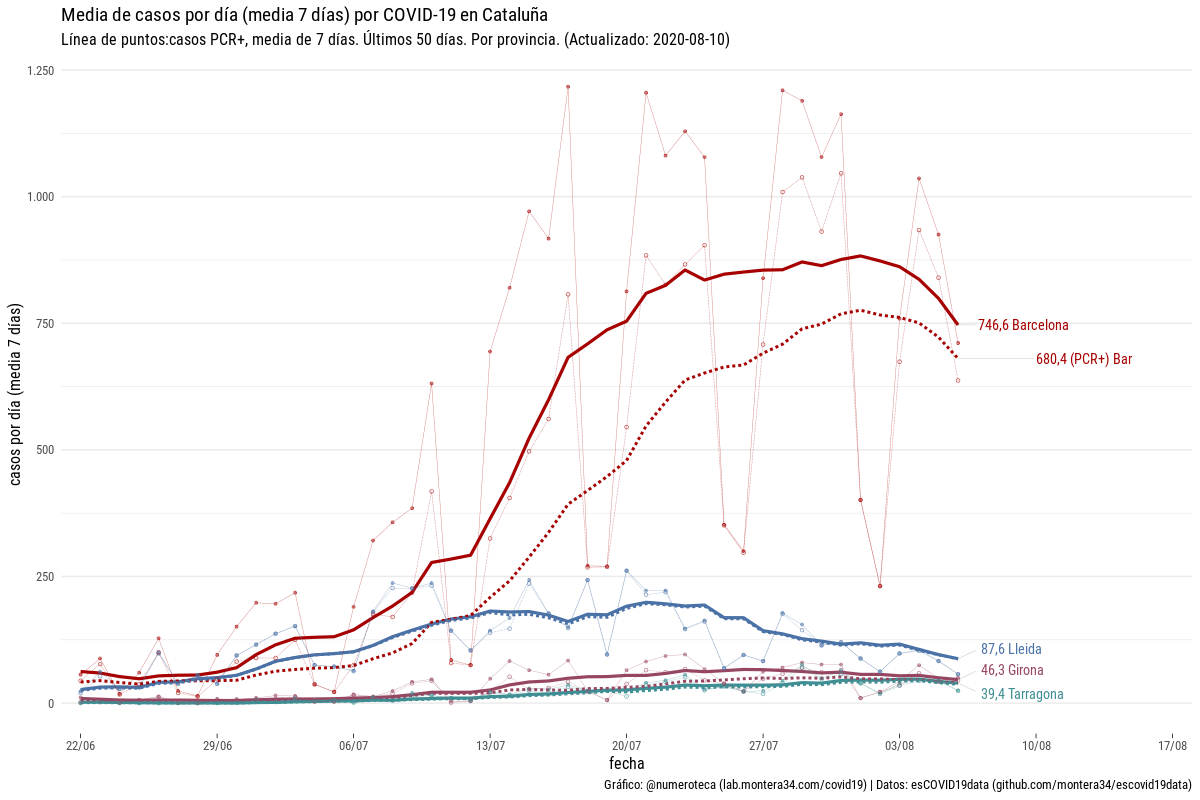 Media de casos por día (media 7 días) por COVID-19 en Cataluña
Línea de puntos:casos PCR+, media de 7 días. Últimos 50 días. Por provincia. (Actualizado: 2020-08-10)
casos por día (media 7 días)
1.250
1.000
750
500
250
0
746,6 Barcelona
680,4 (PCR+) Bar
87,6 Lleida
46,3 Girona
39,4 Tarragona
22/06
29/06
06/07
13/07
20/07
27/07
03/08
10/08
17/08
fecha
Gráfico: @numeroteca (lab.montera34.com/covid19) | Datos: esCOVID19data (github.com/montera34/escovid19data)